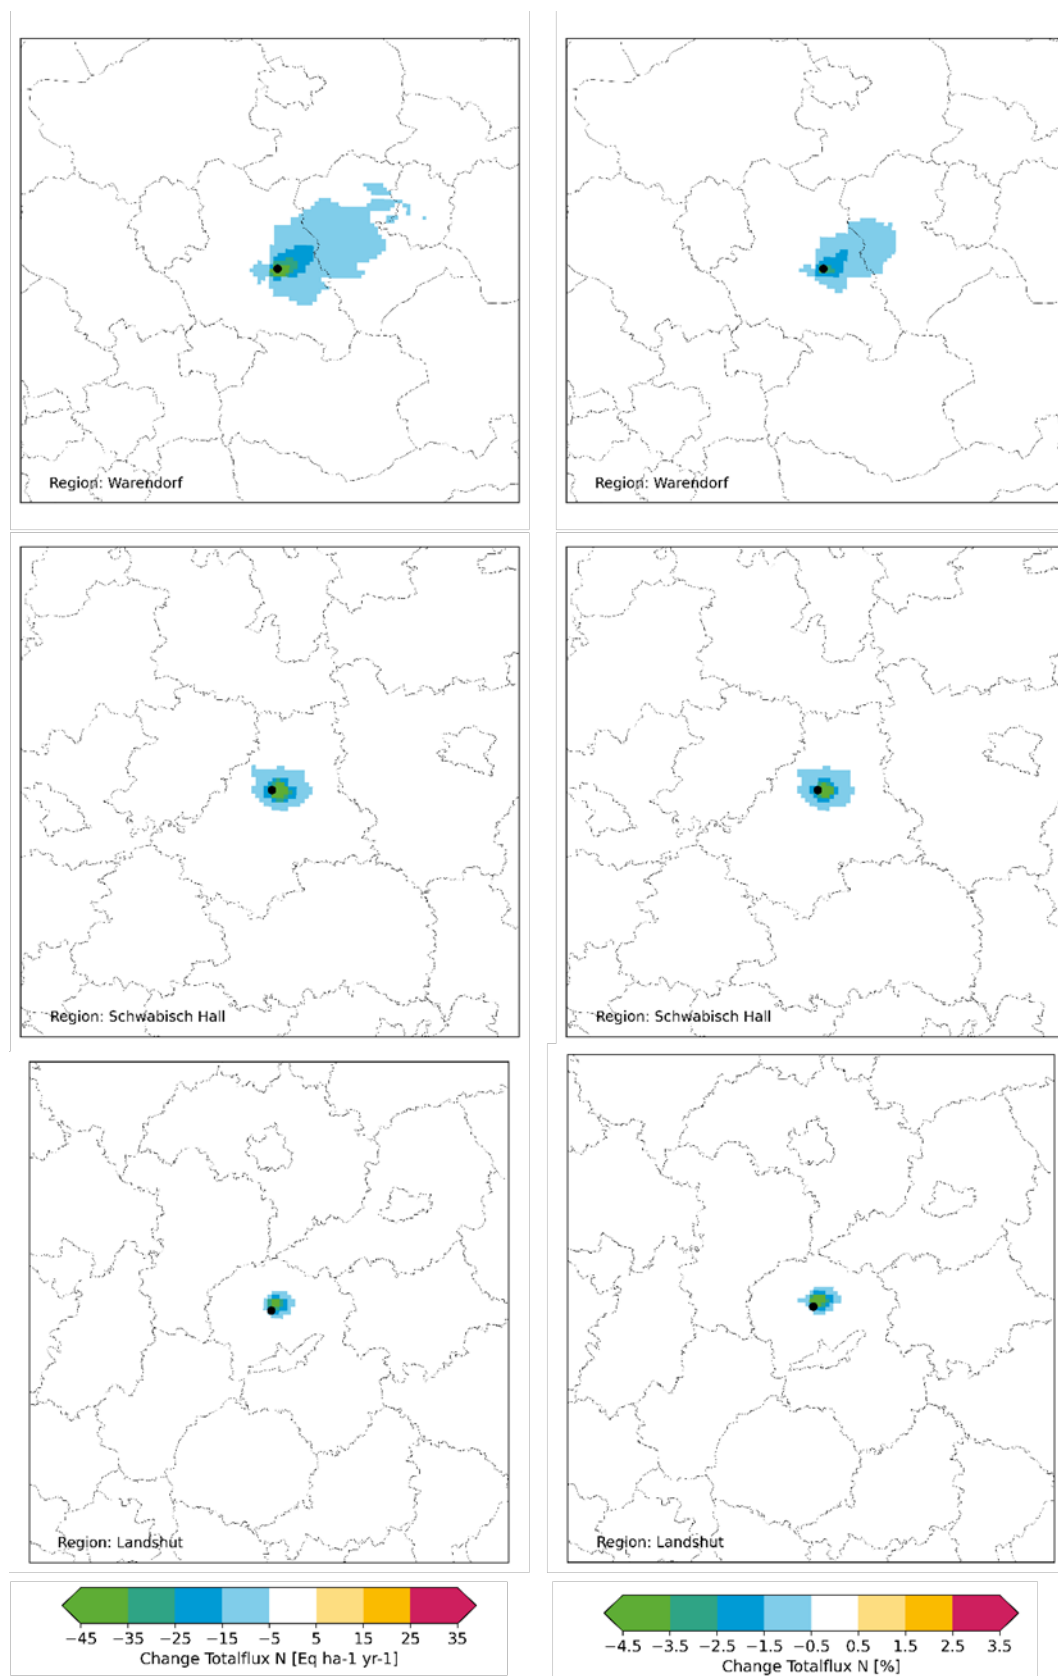 Region: Warendorf
Region: Warendorf
Region: Schwabisch Hall
Region: Schwabisch Hall
Region: Landshut
Region: Landshut
−45 −35 −25 −15 −5 5 15 25 35
Change Totalflux N [Eq ha-1 yr-1]
−4.5 −3.5 −2.5 −1.5 −0.5 0.5 1.5 2.5 3.5
Change Totalflux N [%]